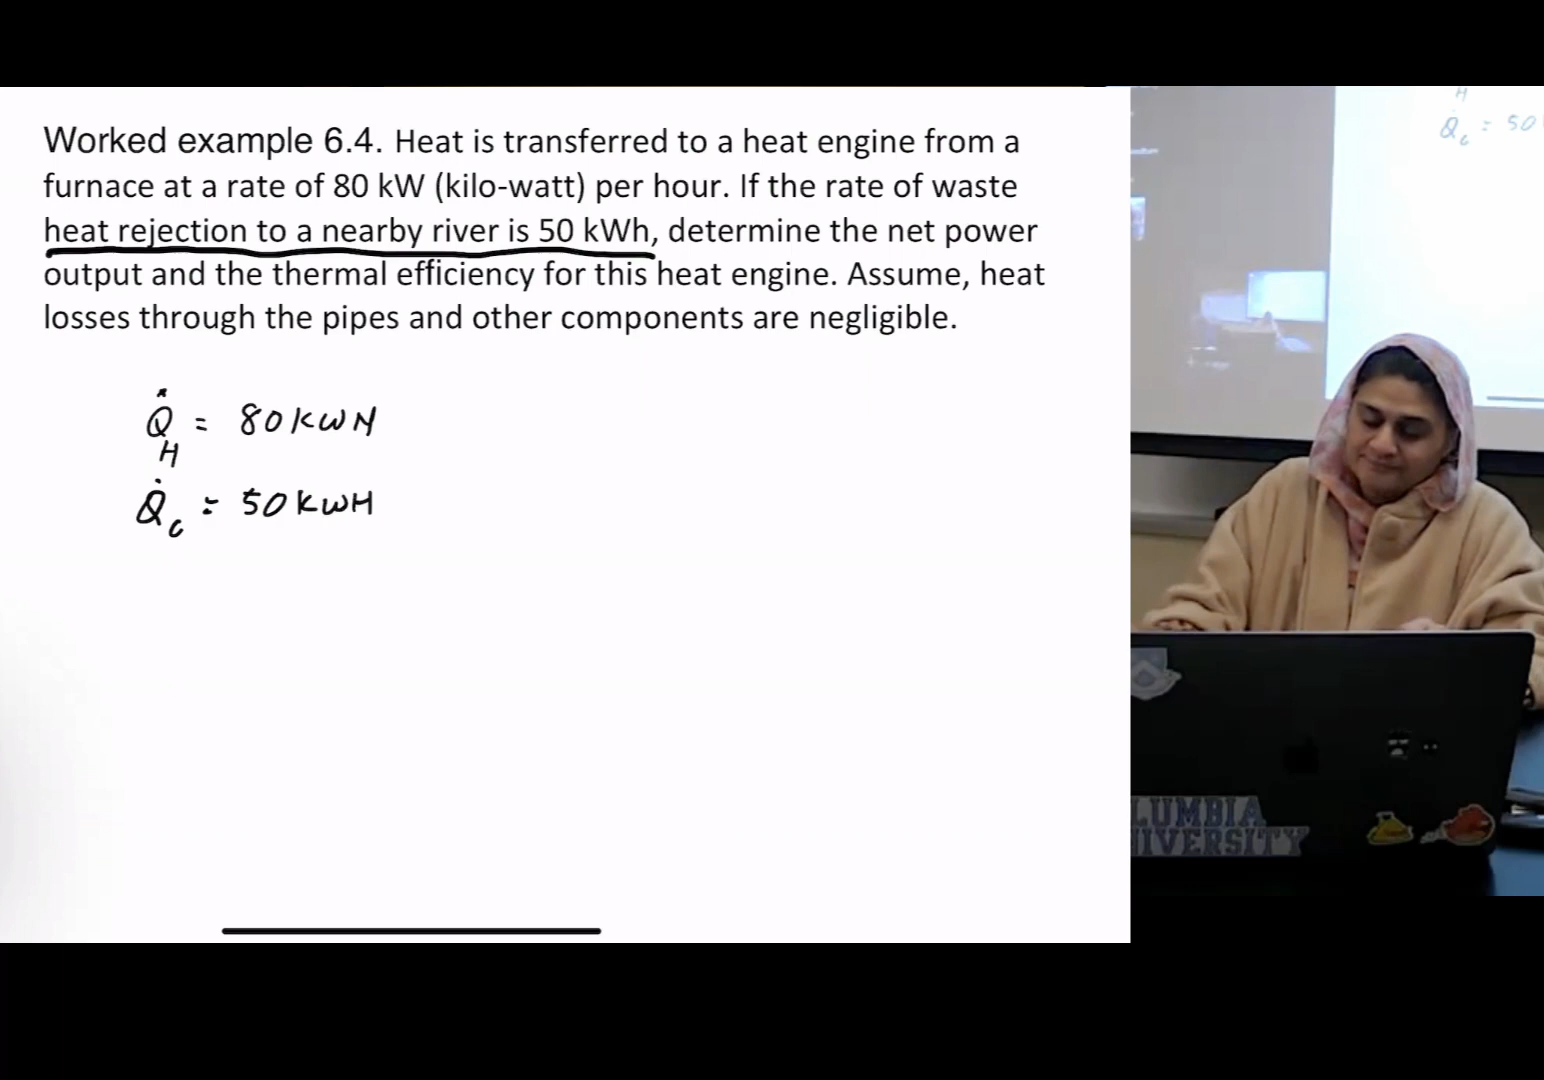 Worked example 6.4. Heat is transferred to a heat engine from a
furnace at a rate of 80 kW (kilo-watt) per hour. If the rate of waste
heat rejection to a nearby river is 50 kWh, determine the net power
output and the thermal efficiency for this heat engine. Assume, heat
losses through the pipes and other components are negligible.
Q̇H = 80KWH
Q̇c = 50KWH
H
Q̇c = 50
LUMBIA
IVERSITY